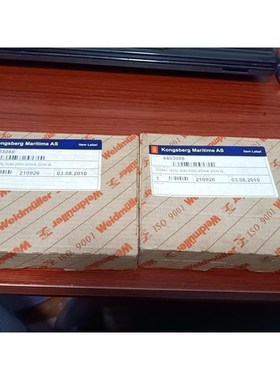 Kongsberg Maritime AS
Item Label
210926
03.08.2010
Weidmüller
ISO 9001
Kongsberg Maritime AS
Item Label
4403088
210926
03.08.2010
Weidmüller
ISO 9001